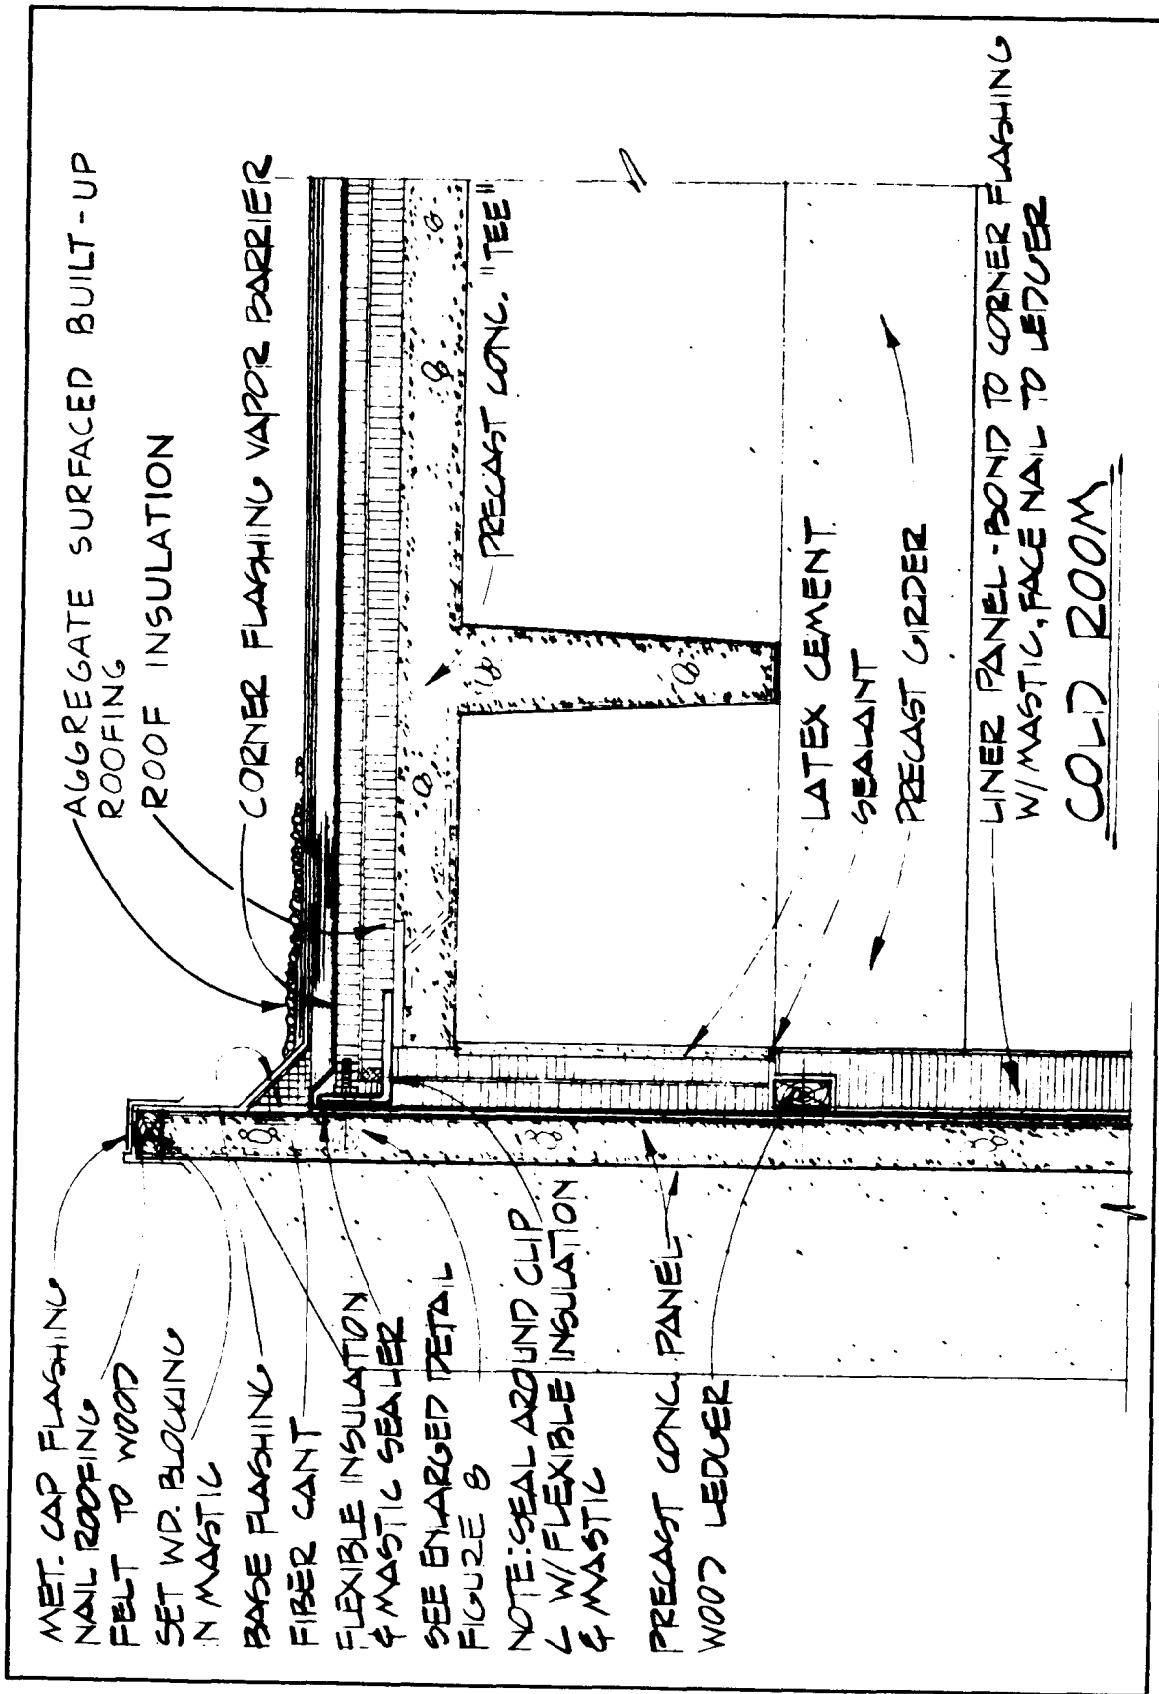 AGGREGATE SURFACED BUILT-UP
ROOFING
ROOF INSULATION
CORNER FLASHING VAPOR BARRIER
PRECAST CONC. "TEE"
LATEX CEMENT
SEALANT
PRECAST GIRDER
LINER PANEL-BOND TO CORNER FLASHING
W/MASTIC, FACE NAIL TO LEDGER
COLD ROOM
MET. CAP FLASHING
NAIL ROOFING
FELT TO WOOD
SET WD. BLOCKING
IN MASTIC
BASE FLASHING
FIBER CANT
FLEXIBLE INSULATION
& MASTIC SEALER
SEE ENLARGED DETAIL
FIGURE 8
NOTE: SEAL AROUND CLIP
L W/FLEXIBLE INSULATION
& MASTIC
PRECAST CONC. PANEL
WOOD LEDGER